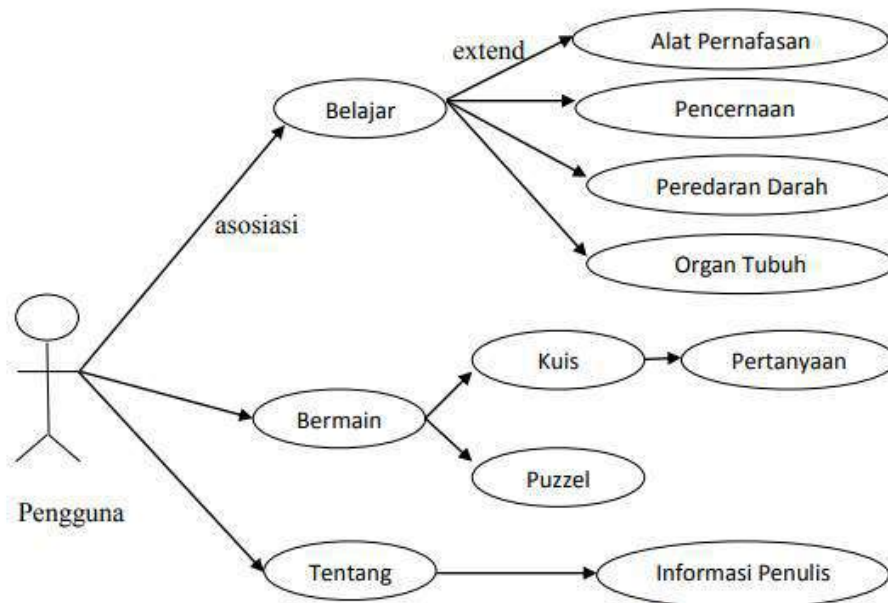 extend
Alat Pernafasan
Belajar
Pencernaan
Peredaran Darah
asosiasi
Organ Tubuh
Kuis
Pertanyaan
Bermain
Puzzel
Pengguna
Tentang
Informasi Penulis